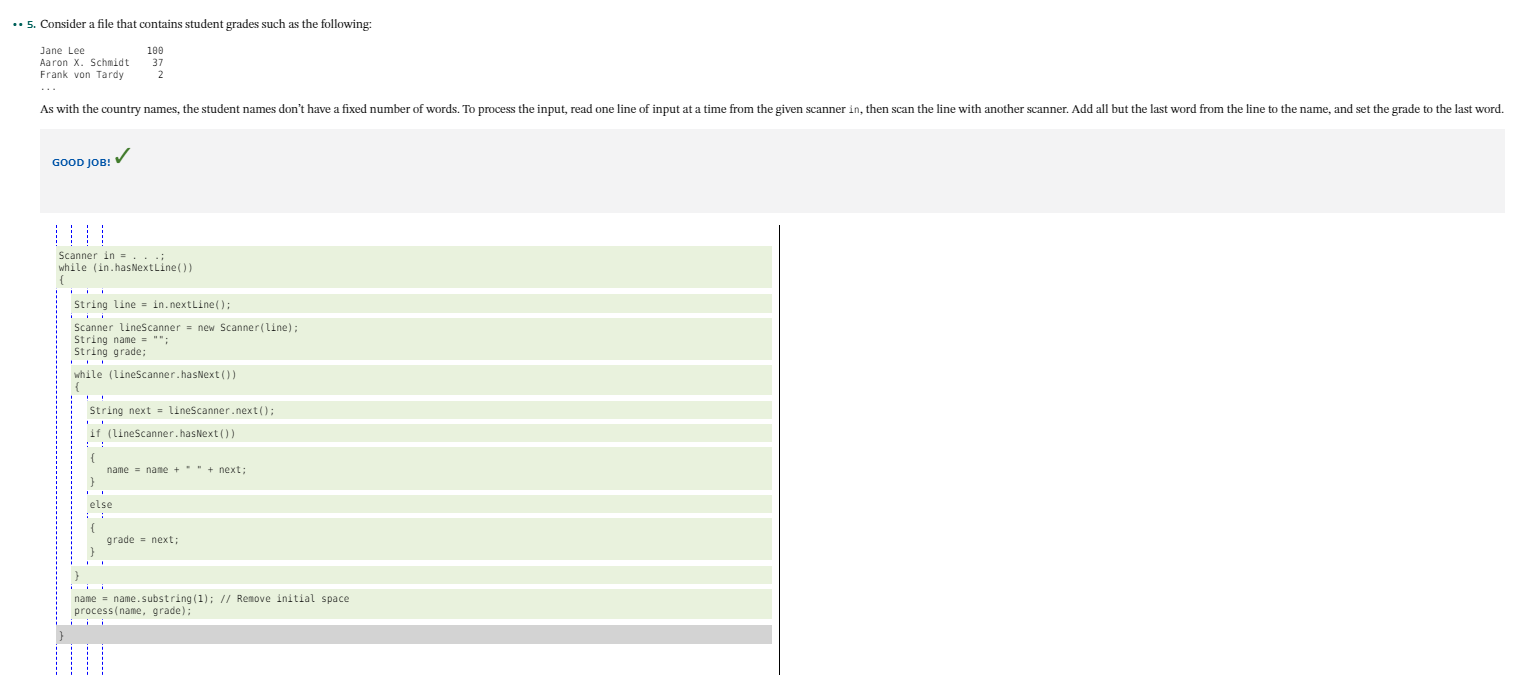 •• 5. Consider a file that contains student grades such as the following:
Jane Lee          100
Aaron X. Schmidt   37
Frank von Tardy     2
...
As with the country names, the student names don't have a fixed number of words. To process the input, read one line of input at a time from the given scanner in, then scan the line with another scanner. Add all but the last word from the line to the name, and set the grade to the last word.
GOOD JOB! ✓
Scanner in = . . .;
while (in.hasNextLine())
{
String line = in.nextLine();
Scanner lineScanner = new Scanner(line);
String name = "";
String grade;
while (lineScanner.hasNext())
{
String next = lineScanner.next();
if (lineScanner.hasNext())
{
name = name + " " + next;
}
else
{
grade = next;
}
}
name = name.substring(1); // Remove initial space
process(name, grade);
}